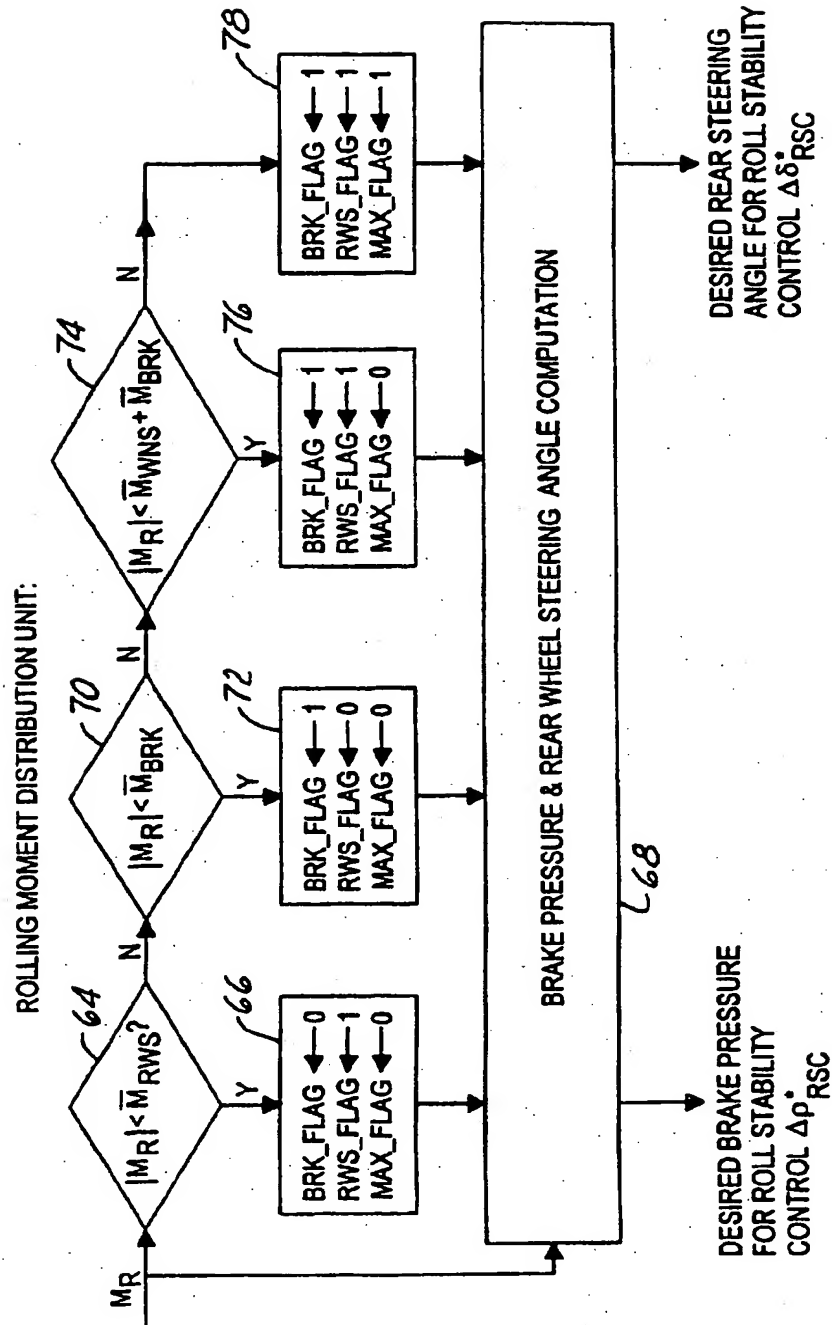 ROLLING MOMENT DISTRIBUTION UNIT:
M_R
64
|M_R| < M̅_RWS?
N
Y
66
BRK_FLAG ← 0
RWS_FLAG ← 1
MAX_FLAG ← 0
70
|M_R| < M̅_BRK
N
Y
72
BRK_FLAG ← 1
RWS_FLAG ← 0
MAX_FLAG ← 0
74
|M_R| < M̅_WNS + M̅_BRK
N
Y
76
BRK_FLAG ← 1
RWS_FLAG ← 1
MAX_FLAG ← 0
78
BRK_FLAG ← 1
RWS_FLAG ← 1
MAX_FLAG ← 1
BRAKE PRESSURE & REAR WHEEL STEERING ANGLE COMPUTATION
68
DESIRED BRAKE PRESSURE
FOR ROLL STABILITY
CONTROL Δρ*_RSC
DESIRED REAR STEERING
ANGLE FOR ROLL STABILITY
CONTROL Δδ*_RSC